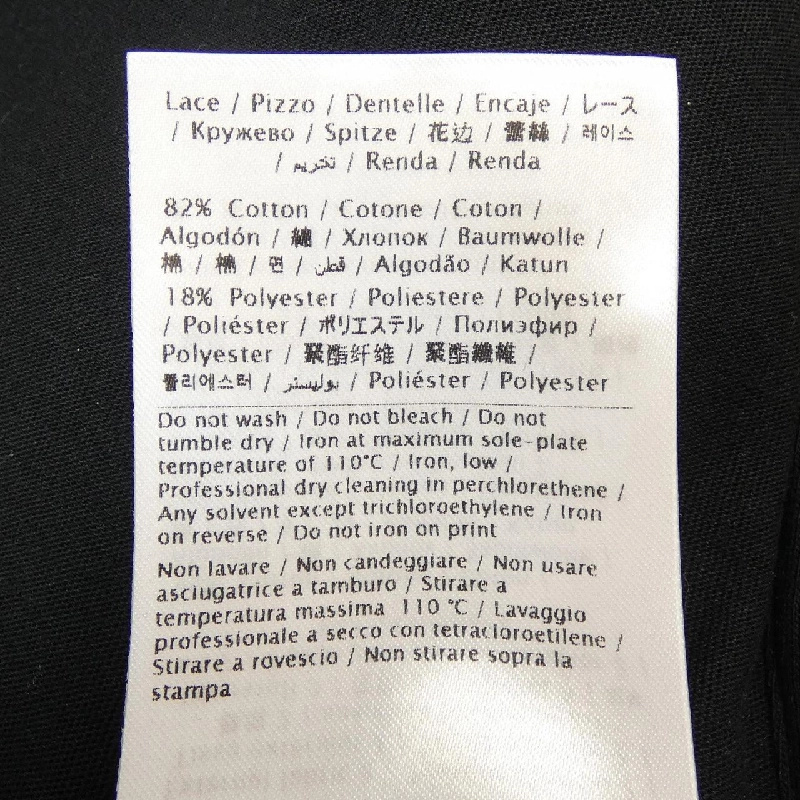 Lace / Pizzo / Dentelle / Encaje / レース
/ Кружево / Spitze / 花边 / 蕾絲 / 레이스
/ تخريم / Renda / Renda
82% Cotton / Cotone / Coton /
Algodón / 綿 / Хлопок / Baumwolle /
棉 / 棉 / 면 / قطن / Algodão / Katun
18% Polyester / Poliestere / Polyester
/ Poliéster / ポリエステル / Полиэфир /
Polyester / 聚酯纤维 / 聚酯纖維 /
폴리에스터 / بوليستر / Poliéster / Polyester
Do not wash / Do not bleach / Do not
tumble dry / Iron at maximum sole-plate
temperature of 110°C / Iron, low /
Professional dry cleaning in perchlorethene /
Any solvent except trichloroethylene / Iron
on reverse / Do not iron on print
Non lavare / Non candeggiare / Non usare
asciugatrice a tamburo / Stirare a
temperatura massima 110 °C / Lavaggio
professionale a secco con tetracloroetilene /
Stirare a rovescio / Non stirare sopra la
stampa